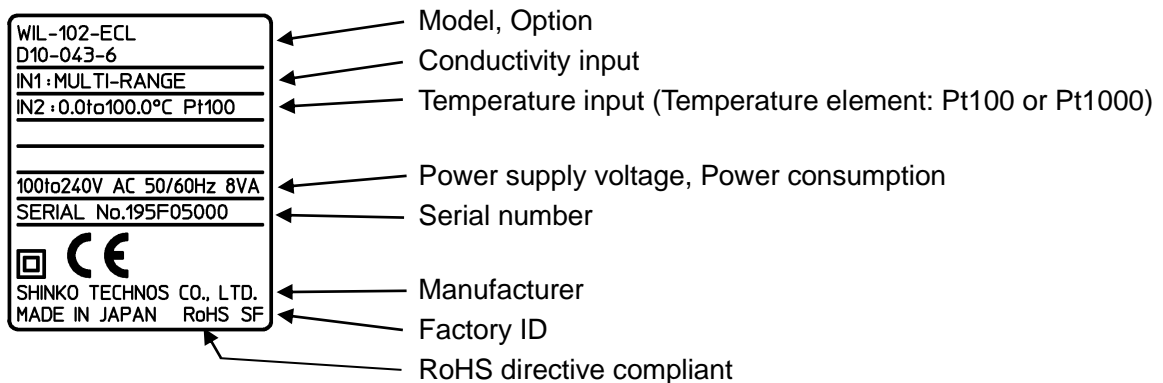 WIL-102-ECL
D10-043-6
IN1:MULTI-RANGE
IN2:0.0to100.0°C Pt100
100to240V AC 50/60Hz 8VA
SERIAL No.195F05000
CE
SHINKO TECHNOS CO., LTD.
MADE IN JAPAN RoHS SF
Model, Option
Conductivity input
Temperature input (Temperature element: Pt100 or Pt1000)
Power supply voltage, Power consumption
Serial number
Manufacturer
Factory ID
RoHS directive compliant